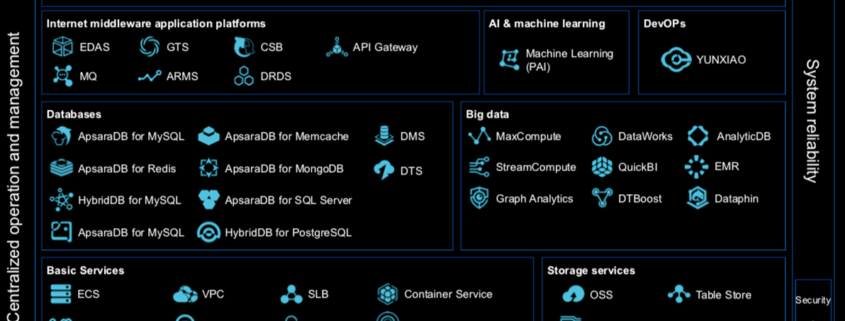 Centralized operation and management
Internet middleware application platforms
EDAS
GTS
CSB
API Gateway
MQ
ARMS
DRDS
AI & machine learning
Machine Learning
(PAI)
DevOPs
YUNXIAO
System reliability
Databases
ApsaraDB for MySQL
ApsaraDB for Memcache
DMS
ApsaraDB for Redis
ApsaraDB for MongoDB
DTS
HybridDB for MySQL
ApsaraDB for SQL Server
ApsaraDB for MySQL
HybridDB for PostgreSQL
Big data
MaxCompute
DataWorks
AnalyticDB
StreamCompute
QuickBI
EMR
Graph Analytics
DTBoost
Dataphin
Basic Services
ECS
VPC
SLB
Container Service
Storage services
OSS
Table Store
Security